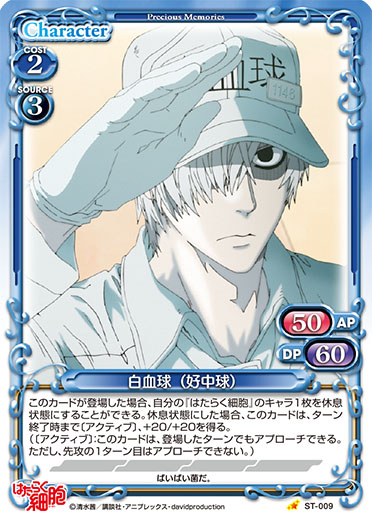 Precious Memories
Character
COST
2
SOURCE
3
白血球
1146
50 AP
DP 60
白血球（好中球）
このカードが登場した場合、自分の『はたらく細胞』のキャラ1枚を休息
状態にすることができる。休息状態にした場合、このカードは、ターン
終了時まで〔アクティブ〕、+20/+20を得る。
（〔アクティブ〕：このカードは、登場したターンでもアプローチできる。
ただし、先攻の1ターン目はアプローチできない。）
ばいばい菌だ。
はたらく細胞
©清水茜／講談社・アニプレックス・davidproduction
ST-009